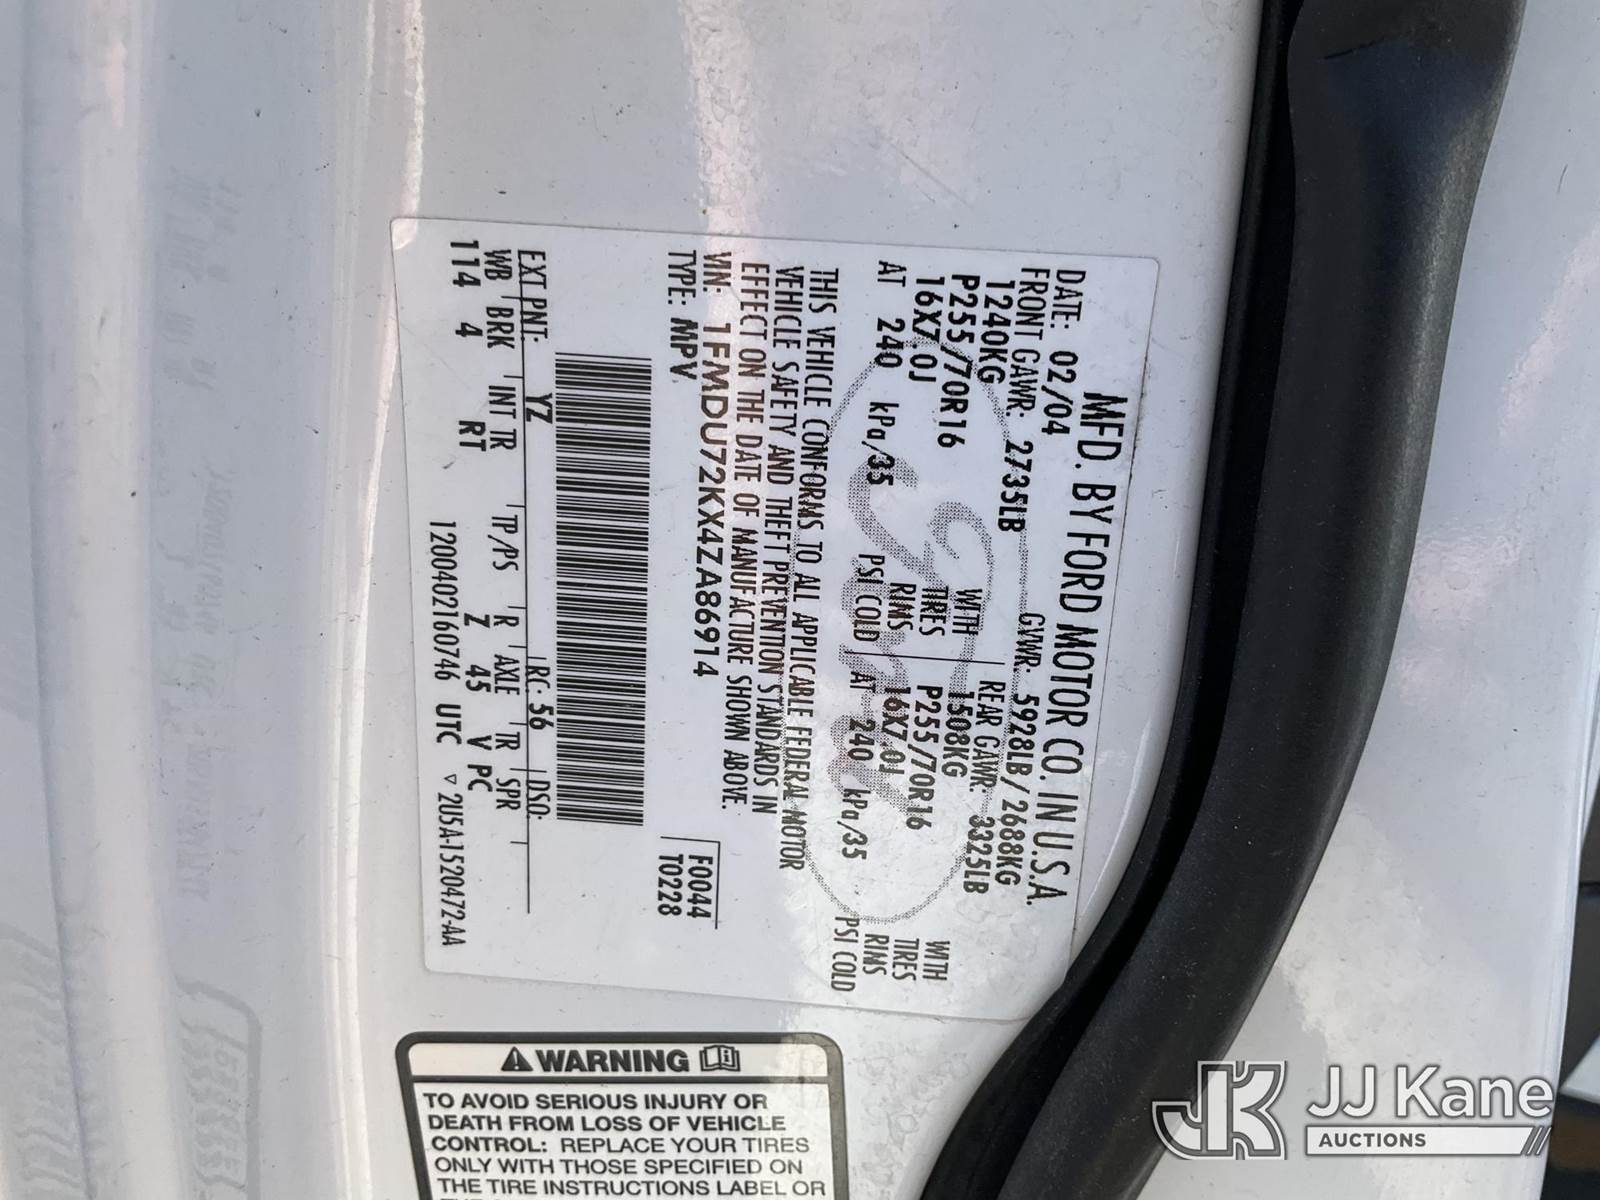 MFD. BY FORD MOTOR CO. IN U.S.A.
DATE: 02/04 GVWR: 5928LB/2688KG
FRONT GAWR: 2735LB REAR GAWR: 3325LB
1240KG WITH 1508KG WITH
P255/70R16 TIRES P255/70R16 TIRES
16X7.0J RIMS 16X7.0J RIMS
AT 240 kPa/35 PSI COLD AT 240 kPa/35 PSI COLD
THIS VEHICLE CONFORMS TO ALL APPLICABLE FEDERAL MOTOR
VEHICLE SAFETY AND THEFT PREVENTION STANDARDS IN
EFFECT ON THE DATE OF MANUFACTURE SHOWN ABOVE.
VIN: 1FMDU72KX4ZA86914 F0044
TYPE: MPV T0228
EXT PNT: YZ RC: 56 DSO:
WB BRK INT TR TP/PS R AXLE TR SPR
114 4 RT Z 45 V PC
1200402160746 UTC ▽ 2U5A-1520472-AA
⚠ WARNING
TO AVOID SERIOUS INJURY OR
DEATH FROM LOSS OF VEHICLE
CONTROL: REPLACE YOUR TIRES
ONLY WITH THOSE SPECIFIED ON
THE TIRE INSTRUCTIONS LABEL OR
JK JJ Kane
AUCTIONS